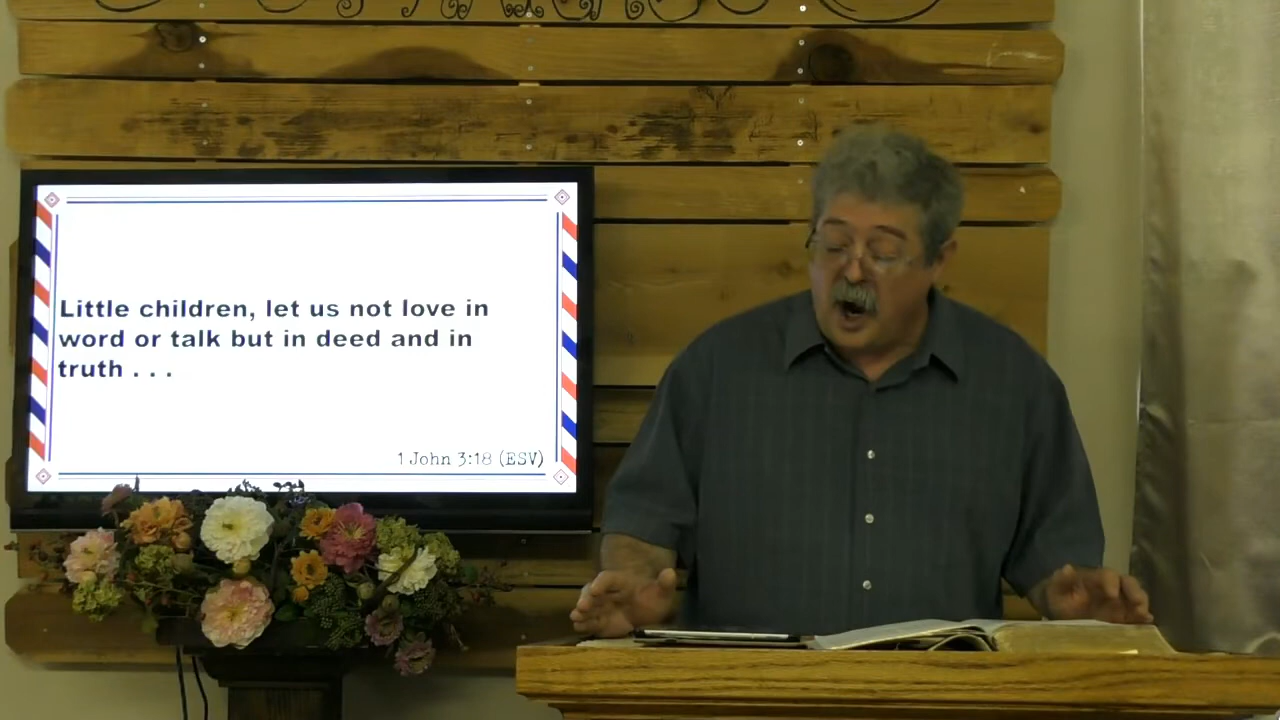 Little children, let us not love in
word or talk but in deed and in
truth . . .
1 John 3:18 (ESV)